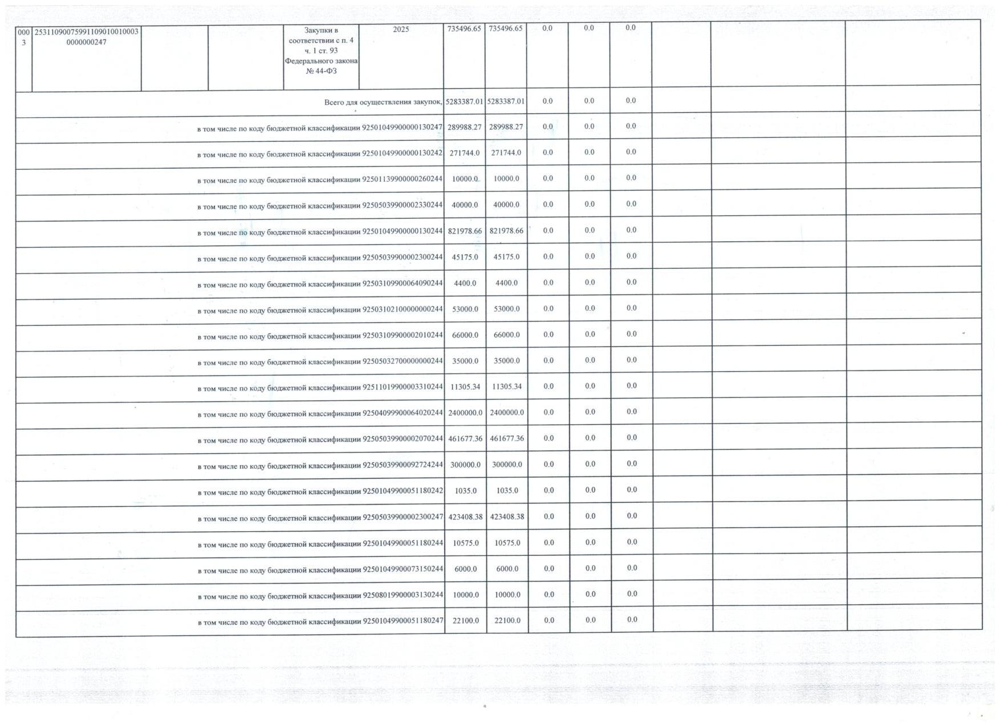 000 253110900759911090100100003 Закупки в 2025 735496.65 735496.65 0.0 0.0 0.0
3 0000000247 соответствии с п. 4
ч. 1 ст. 93
Федерального закона
№ 44-ФЗ
Всего для осуществления закупок, 5283387.01 5283387.01 0.0 0.0 0.0
в том числе по коду бюджетной классификации 92501049900000130247 289988.27 289988.27 0.0 0.0 0.0
в том числе по коду бюджетной классификации 92501049900000130242 271744.0 271744.0 0.0 0.0 0.0
в том числе по коду бюджетной классификации 92501139900000260244 10000.0 10000.0 0.0 0.0 0.0
в том числе по коду бюджетной классификации 92505039900002330244 40000.0 40000.0 0.0 0.0 0.0
в том числе по коду бюджетной классификации 92501049900000130244 821978.66 821978.66 0.0 0.0 0.0
в том числе по коду бюджетной классификации 92505039900002300244 45175.0 45175.0 0.0 0.0 0.0
в том числе по коду бюджетной классификации 92503109900064090244 4400.0 4400.0 0.0 0.0 0.0
в том числе по коду бюджетной классификации 92503102100000000244 53000.0 53000.0 0.0 0.0 0.0
в том числе по коду бюджетной классификации 92503109900002010244 66000.0 66000.0 0.0 0.0 0.0
в том числе по коду бюджетной классификации 92505032700000000244 35000.0 35000.0 0.0 0.0 0.0
в том числе по коду бюджетной классификации 92511019900003310244 11305.34 11305.34 0.0 0.0 0.0
в том числе по коду бюджетной классификации 92504099900064020244 2400000.0 2400000.0 0.0 0.0 0.0
в том числе по коду бюджетной классификации 92505039900002070244 461677.36 461677.36 0.0 0.0 0.0
в том числе по коду бюджетной классификации 92505039900092724244 300000.0 300000.0 0.0 0.0 0.0
в том числе по коду бюджетной классификации 92501049900051180242 1035.0 1035.0 0.0 0.0 0.0
в том числе по коду бюджетной классификации 92505039900002300247 423408.38 423408.38 0.0 0.0 0.0
в том числе по коду бюджетной классификации 92501049900051180244 10575.0 10575.0 0.0 0.0 0.0
в том числе по коду бюджетной классификации 92501049900073150244 6000.0 6000.0 0.0 0.0 0.0
в том числе по коду бюджетной классификации 92508019900003130244 10000.0 10000.0 0.0 0.0 0.0
в том числе по коду бюджетной классификации 92501049900051180247 22100.0 22100.0 0.0 0.0 0.0